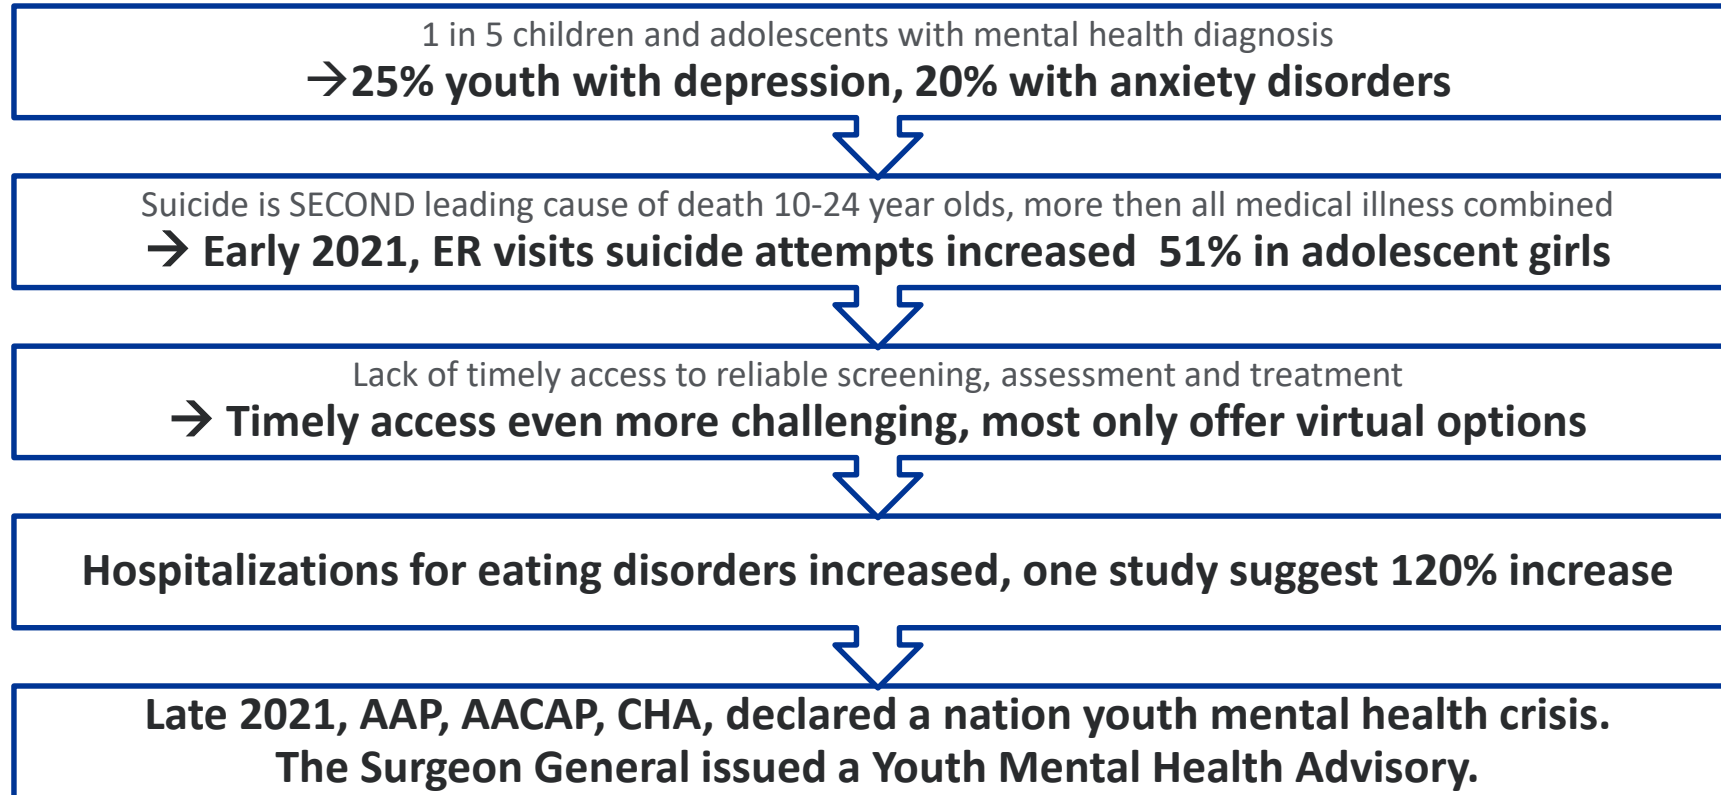 1 in 5 children and adolescents with mental health diagnosis
→25% youth with depression, 20% with anxiety disorders
Suicide is SECOND leading cause of death 10-24 year olds, more then all medical illness combined
→ Early 2021, ER visits suicide attempts increased  51% in adolescent girls
Lack of timely access to reliable screening, assessment and treatment
→ Timely access even more challenging, most only offer virtual options
Hospitalizations for eating disorders increased, one study suggest 120% increase
Late 2021, AAP, AACAP, CHA, declared a nation youth mental health crisis.
The Surgeon General issued a Youth Mental Health Advisory.